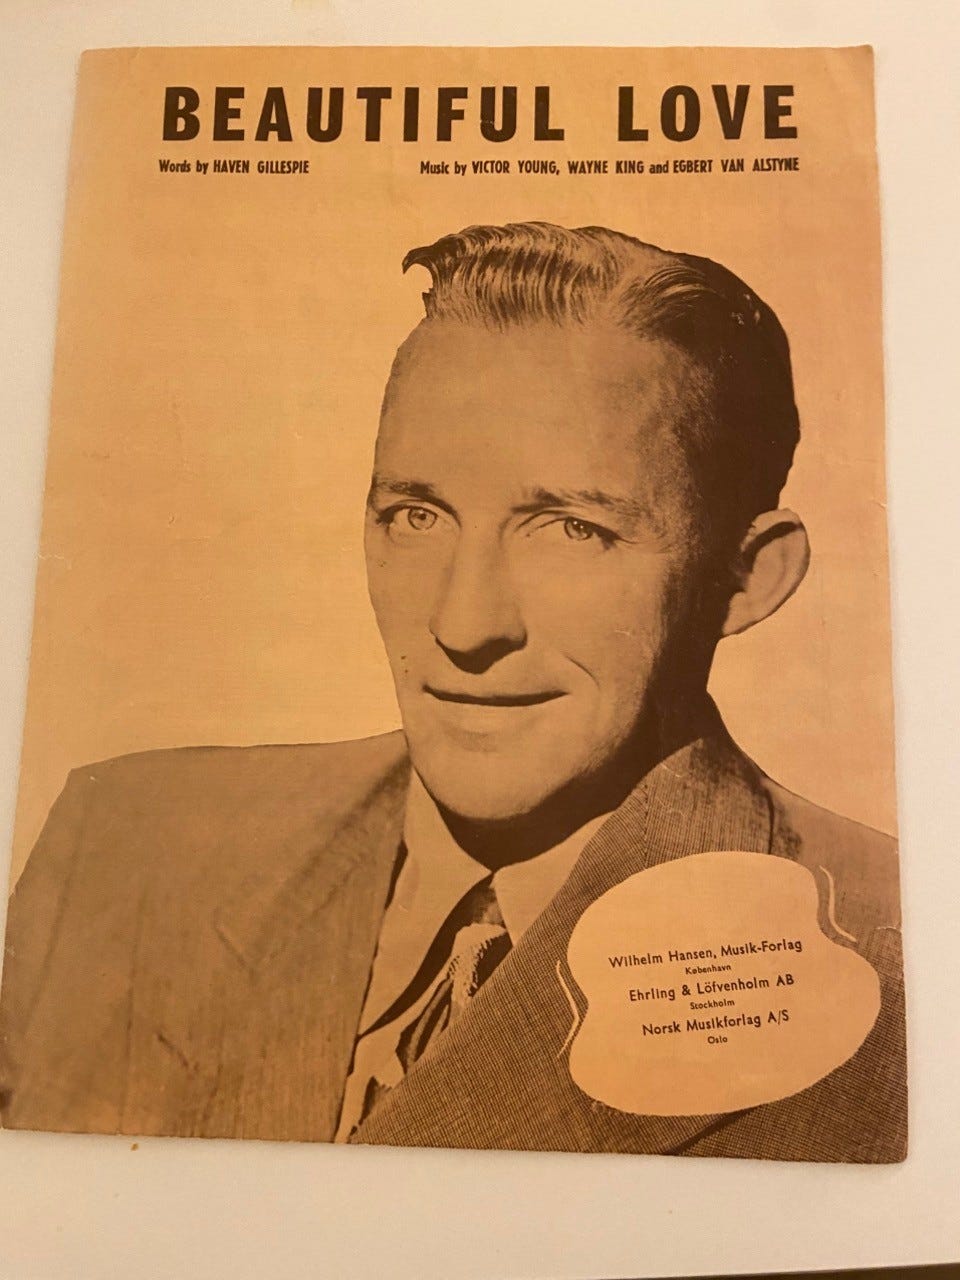 BEAUTIFUL LOVE
Words by HAVEN GILLESPIE Music by VICTOR YOUNG, WAYNE KING and EGBERT VAN ALSTYNE
Wilhelm Hansen, Musik-Forlag
København
Ehrling & Löfvenholm AB
Stockholm
Norsk Musikforlag A/S
Oslo